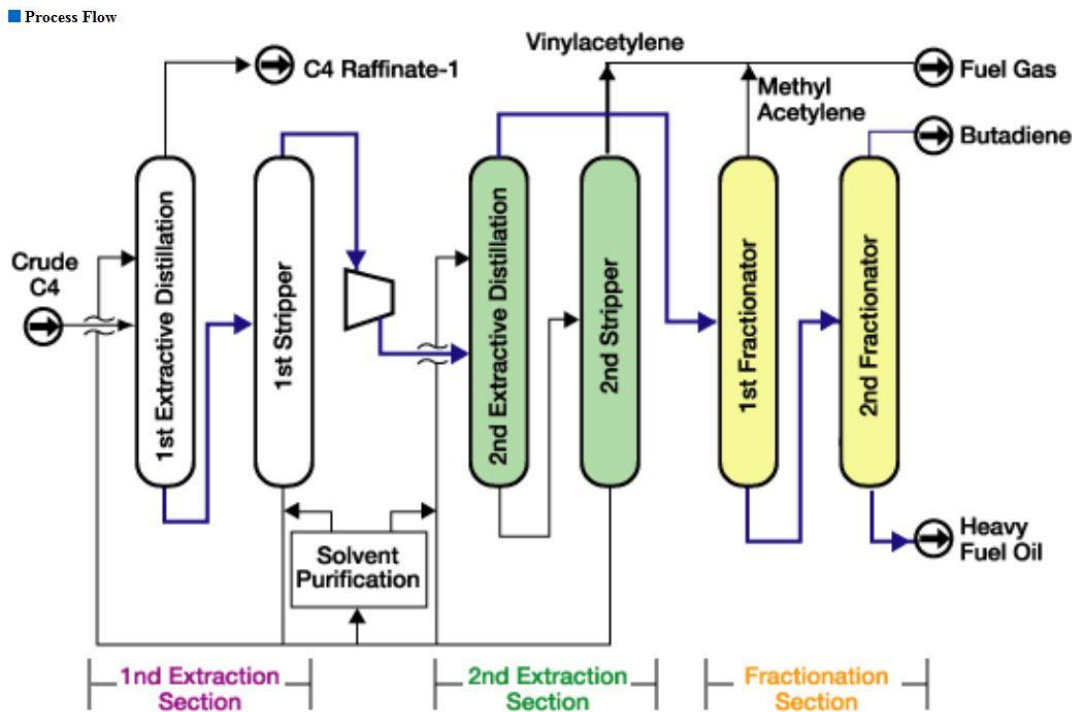 Process Flow
Vinylacetylene
C4 Raffinate-1
Fuel Gas
Methyl
Acetylene
Butadiene
Crude
C4
1st Extractive Distillation
1st Stripper
2nd Extractive Distillation
2nd Stripper
1st Fractionator
2nd Fractionator
Solvent
Purification
Heavy
Fuel Oil
1nd Extraction
Section
2nd Extraction
Section
Fractionation
Section